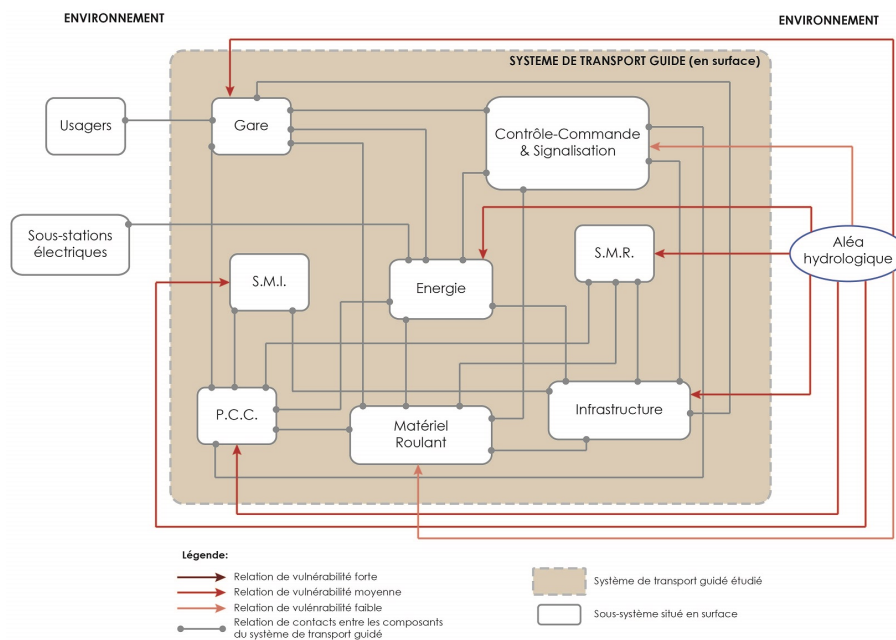 ENVIRONNEMENT
ENVIRONNEMENT
SYSTEME DE TRANSPORT GUIDE (en surface)
Usagers
Gare
Contrôle-Commande
& Signalisation
Sous-stations
électriques
S.M.I.
Energie
S.M.R.
Aléa
hydrologique
P.C.C.
Matériel
Roulant
Infrastructure
Légende:
Relation de vulnérabilité forte
Relation de vulnérabilité moyenne
Relation de vulénrabilité faible
Relation de contacts entre les composants
du système de transport guidé
Système de transport guidé étudié
Sous-système situé en surface